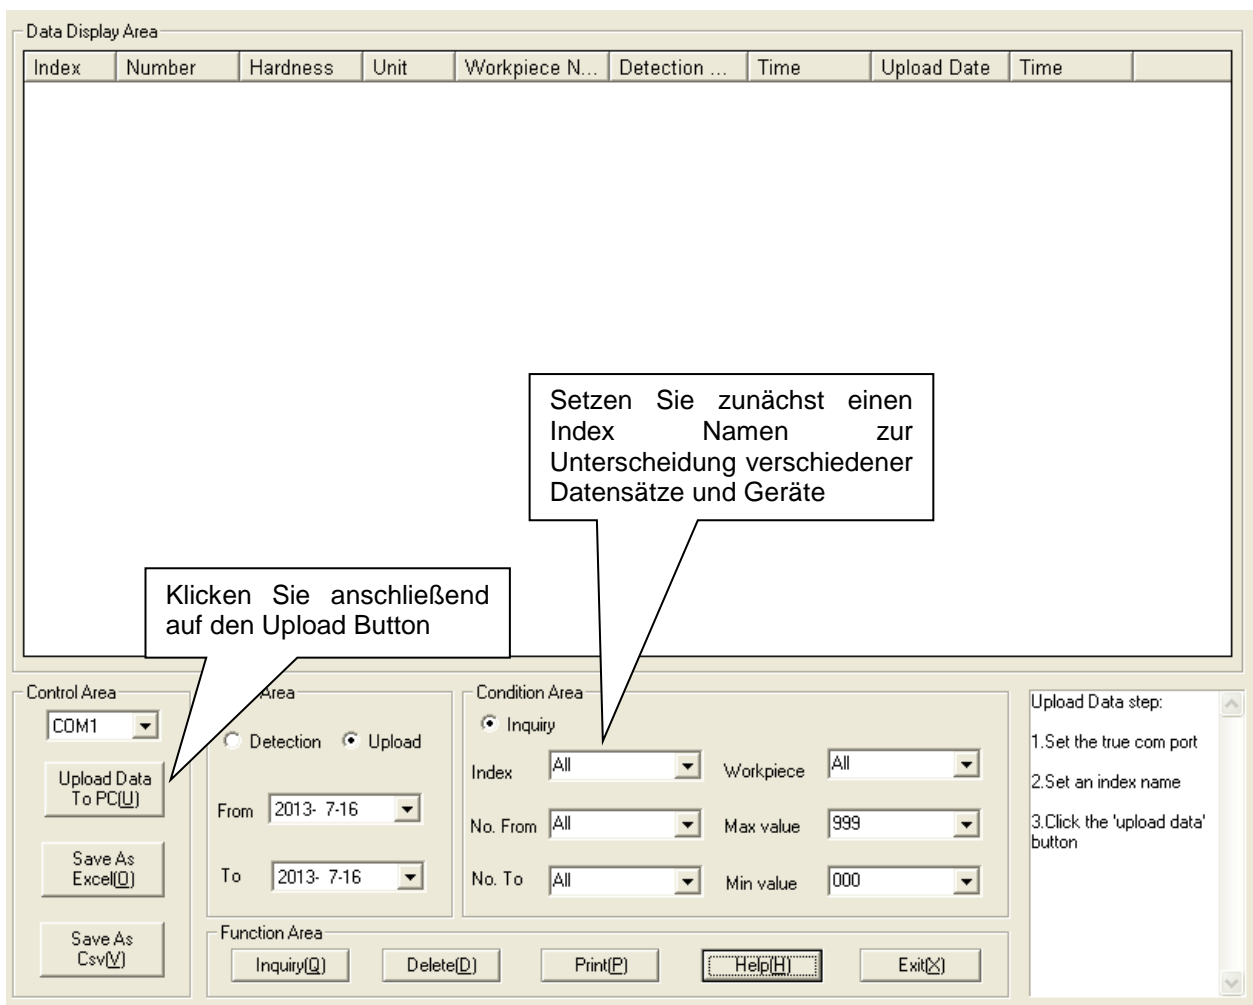 Data Display Area
Index Number Hardness Unit Workpiece N... Detection ... Time Upload Date Time
Setzen Sie zunächst einen
Index Namen zur
Unterscheidung verschiedener
Datensätze und Geräte
Klicken Sie anschließend
auf den Upload Button
Control Area
COM1
Upload Data
To PC(U)
Save As
Excel(O)
Save As
Csv(V)
Area
Detection Upload
From 2013- 7-16
To 2013- 7-16
Condition Area
Inquiry
Index All Workpiece All
No. From All Max value 999
No. To All Min value 000
Function Area
Inquiry(Q) Delete(D) Print(P) Help(H) Exit(X)
Upload Data step:
1.Set the true com port
2.Set an index name
3.Click the 'upload data'
button